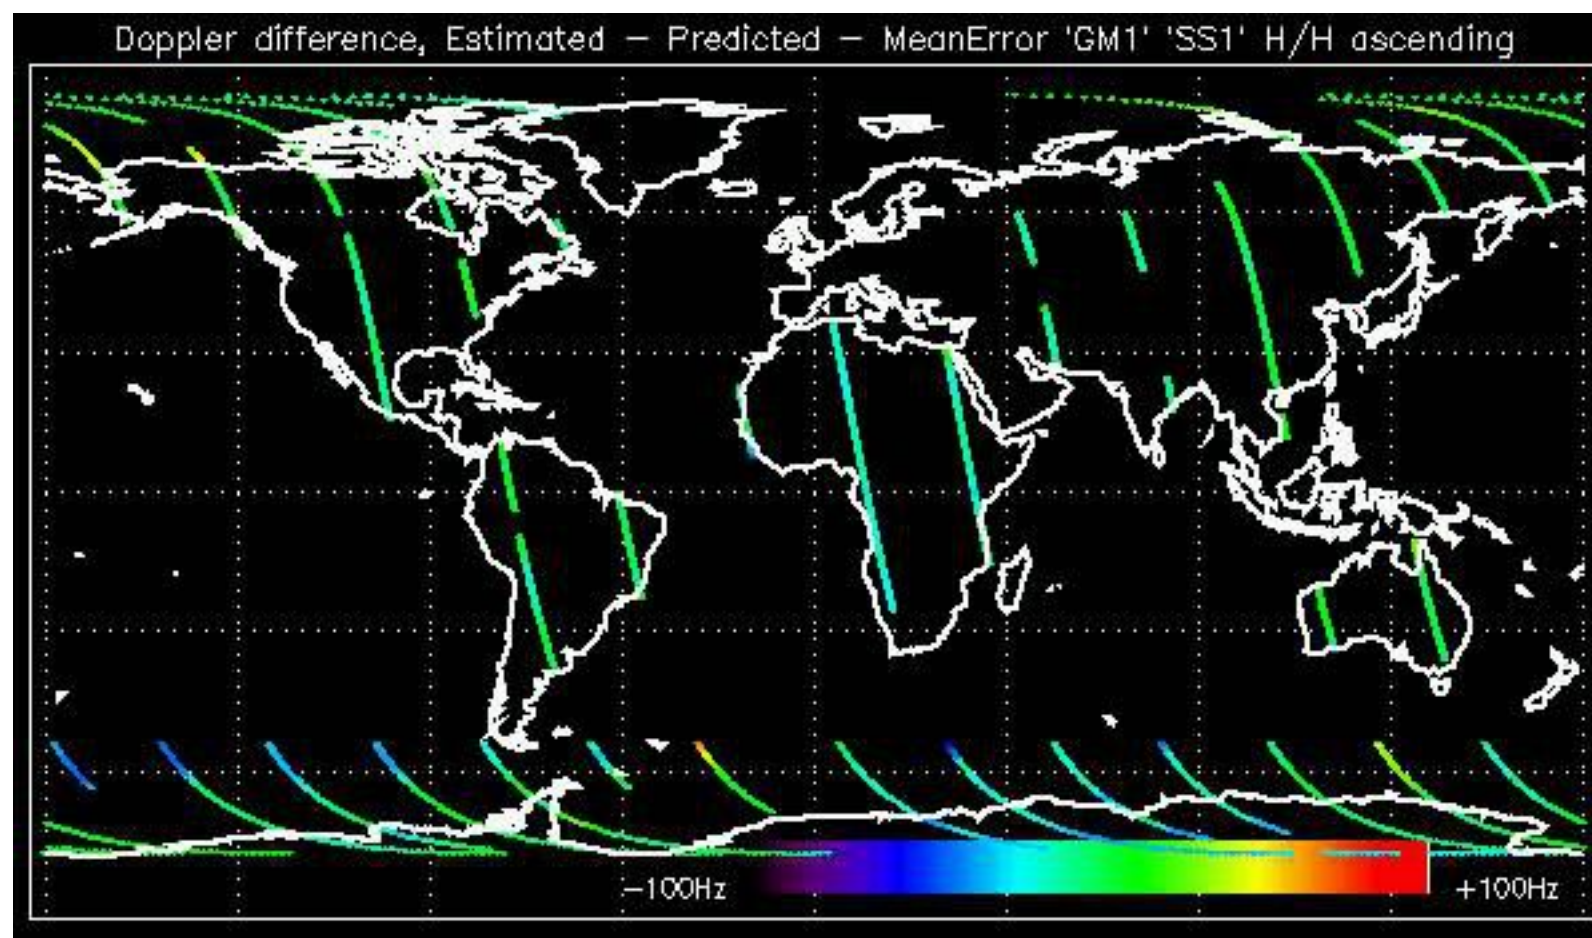 Doppler difference, Estimated – Predicted – MeanError 'GM1' 'SS1' H/H ascending
–100Hz
+100Hz